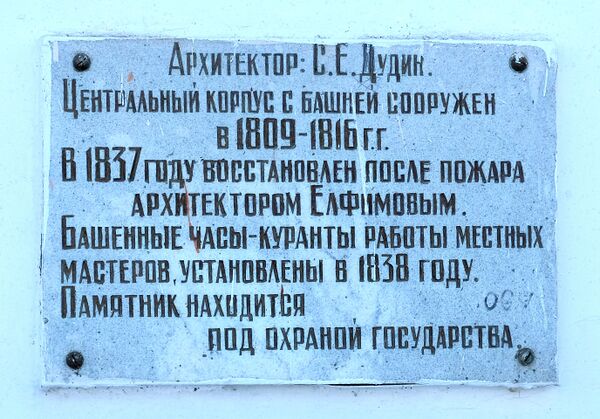 Архитектор: С.Е.Дудин.
Центральный корпус с башней сооружен
в 1809-1816 г.г.
В 1837 году восстановлен после пожара
архитектором Елфимовым.
Башенные часы-куранты работы местных
мастеров, установлены в 1838 году.
Памятник находится
под охраной государства.